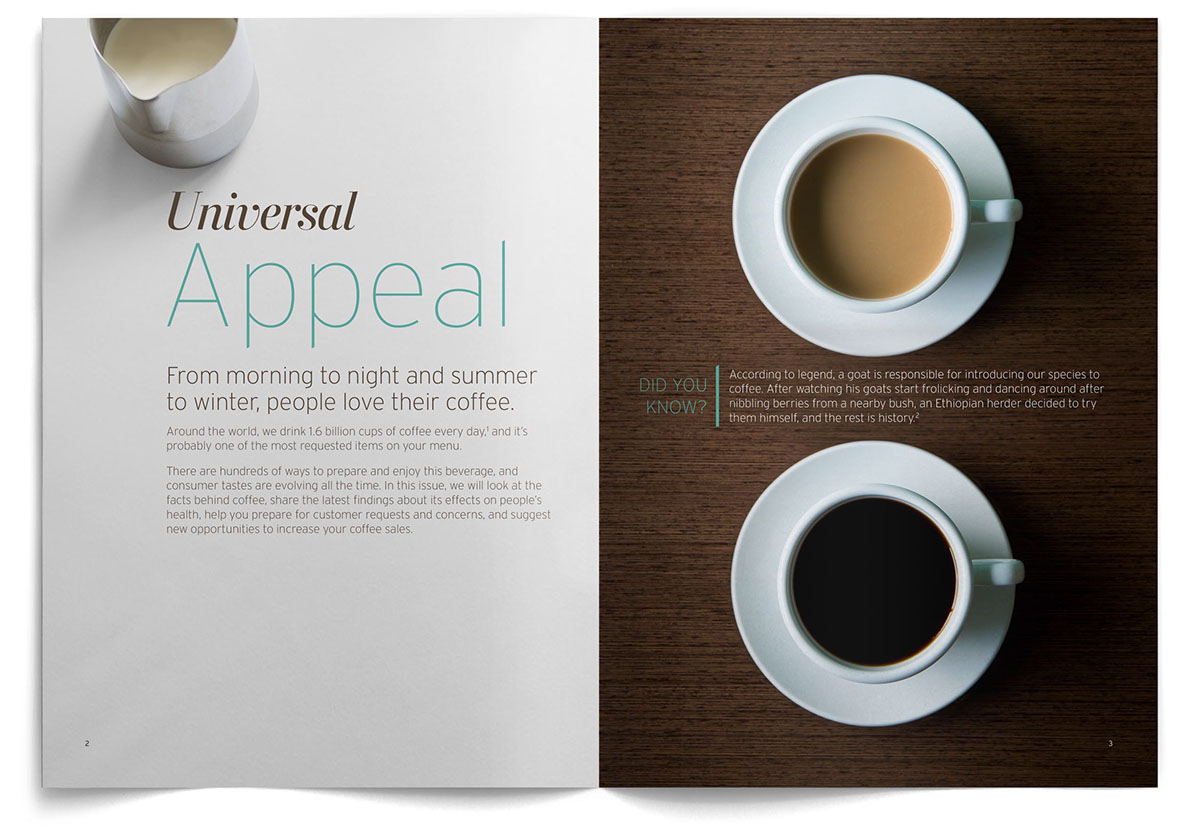 Universal
Appeal
From morning to night and summer
to winter, people love their coffee.
Around the world, we drink 1.6 billion cups of coffee every day,¹ and it's
probably one of the most requested items on your menu.
There are hundreds of ways to prepare and enjoy this beverage, and
consumer tastes are evolving all the time. In this issue, we will look at the
facts behind coffee, share the latest findings about its effects on people's
health, help you prepare for customer requests and concerns, and suggest
new opportunities to increase your coffee sales.
2
DID YOU
KNOW?
According to legend, a goat is responsible for introducing our species to
coffee. After watching his goats start frolicking and dancing around after
nibbling berries from a nearby bush, an Ethiopian herder decided to try
them himself, and the rest is history.²
3